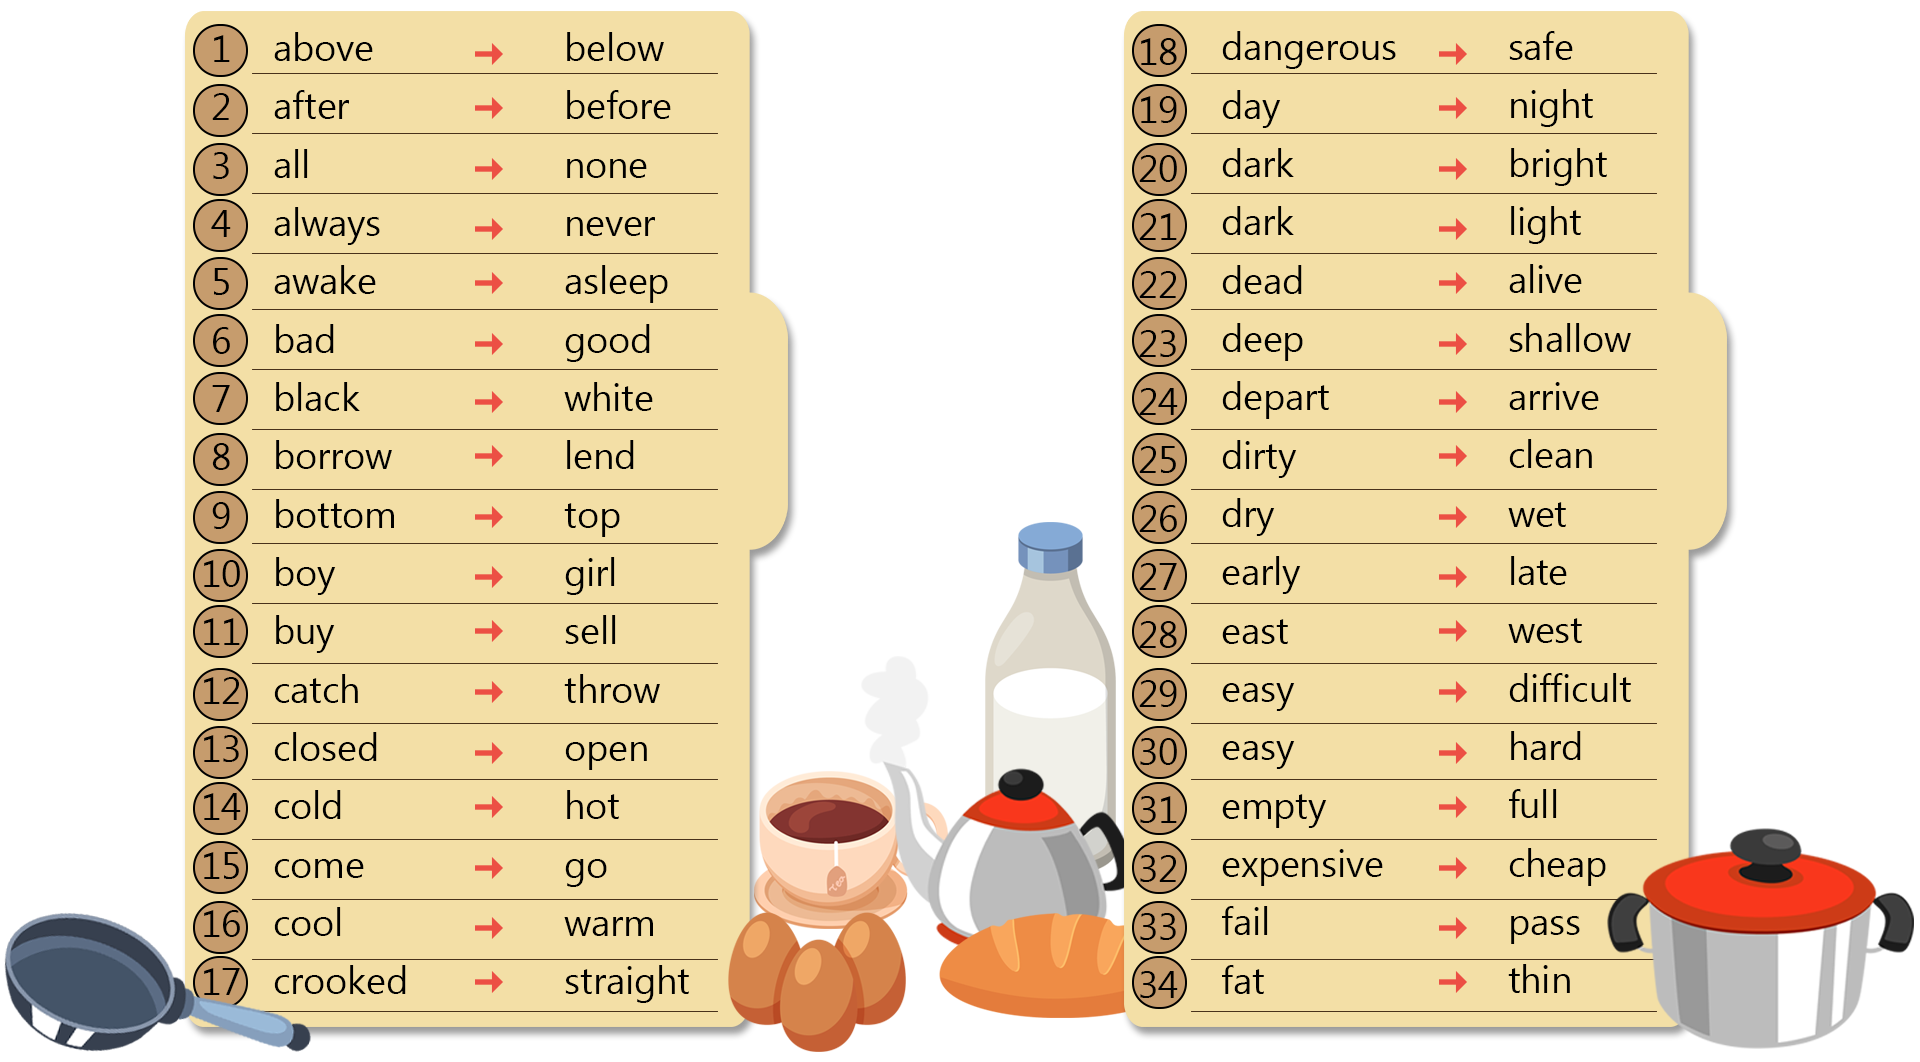 1 above → below
2 after → before
3 all → none
4 always → never
5 awake → asleep
6 bad → good
7 black → white
8 borrow → lend
9 bottom → top
10 boy → girl
11 buy → sell
12 catch → throw
13 closed → open
14 cold → hot
15 come → go
16 cool → warm
17 crooked → straight
18 dangerous → safe
19 day → night
20 dark → bright
21 dark → light
22 dead → alive
23 deep → shallow
24 depart → arrive
25 dirty → clean
26 dry → wet
27 early → late
28 east → west
29 easy → difficult
30 easy → hard
31 empty → full
32 expensive → cheap
33 fail → pass
34 fat → thin
Tea